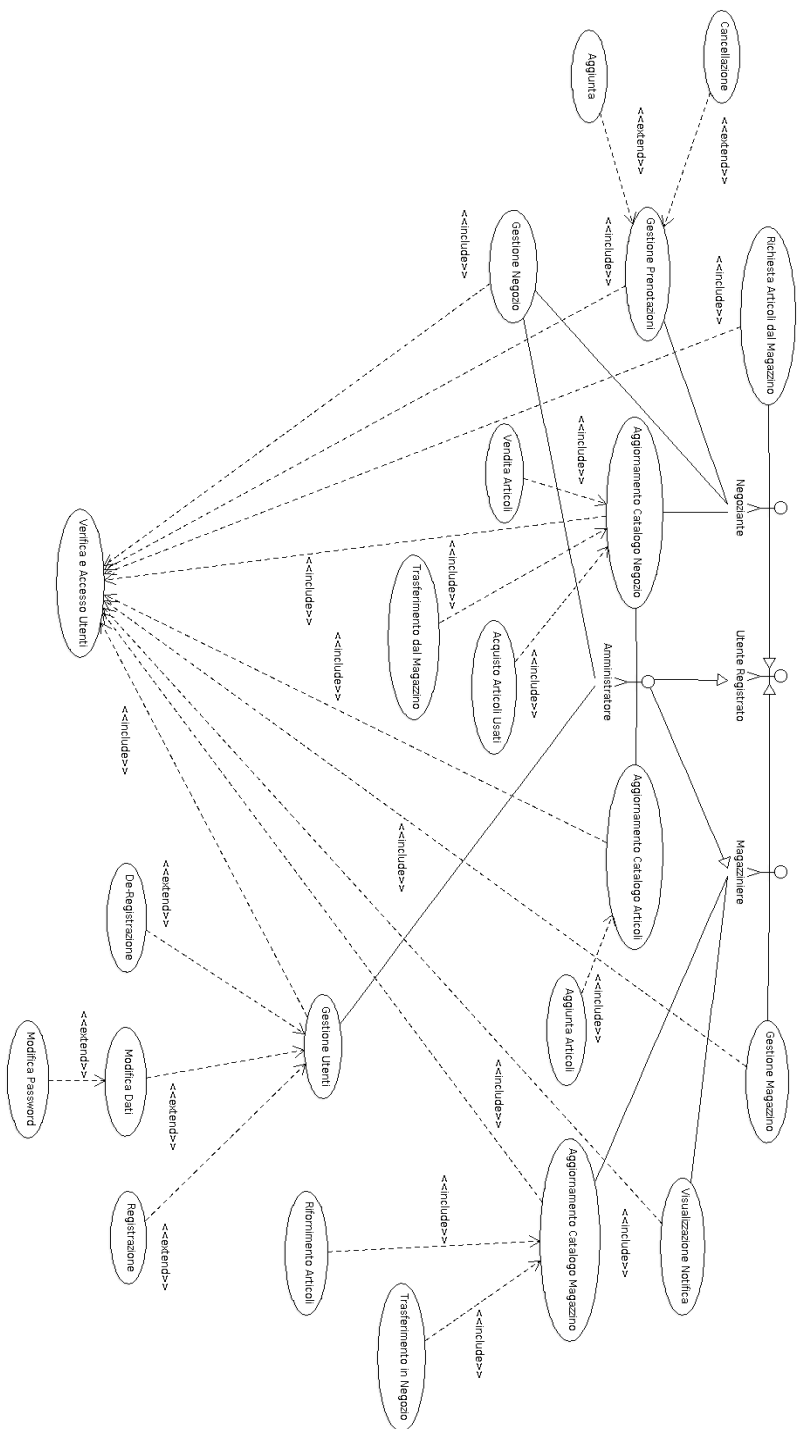 Richiesta Articoli dal Magazzino
Gestione Magazzino
Negoziante
Utente Registrato
Magazziniere
Cancellazione
<<extend>>
<<include>>
Visualizzazione Notifica
Gestione Prenotazioni
<<extend>>
Aggiornamento Catalogo Negozio
Aggiornamento Catalogo Articoli
<<include>>
<<include>>
Amministratore
<<include>>
Aggiunta
<<include>>
Aggiornamento Catalogo Magazzino
Aggiunta Articoli
<<include>>
Gestione Negozio
Vendita Articoli
<<include>>
Acquisto Articoli Usati
<<include>>
<<include>>
<<include>>
<<include>>
Trasferimento dal Magazzino
Trasferimento in Negozio
<<include>>
<<include>>
Gestione Utenti
<<include>>
Rifornimento Articoli
<<extend>>
<<extend>>
<<extend>>
De-Registrazione
Modifica Dati
Registrazione
<<include>>
Verifica e Accesso Utenti
<<extend>>
Modifica Password